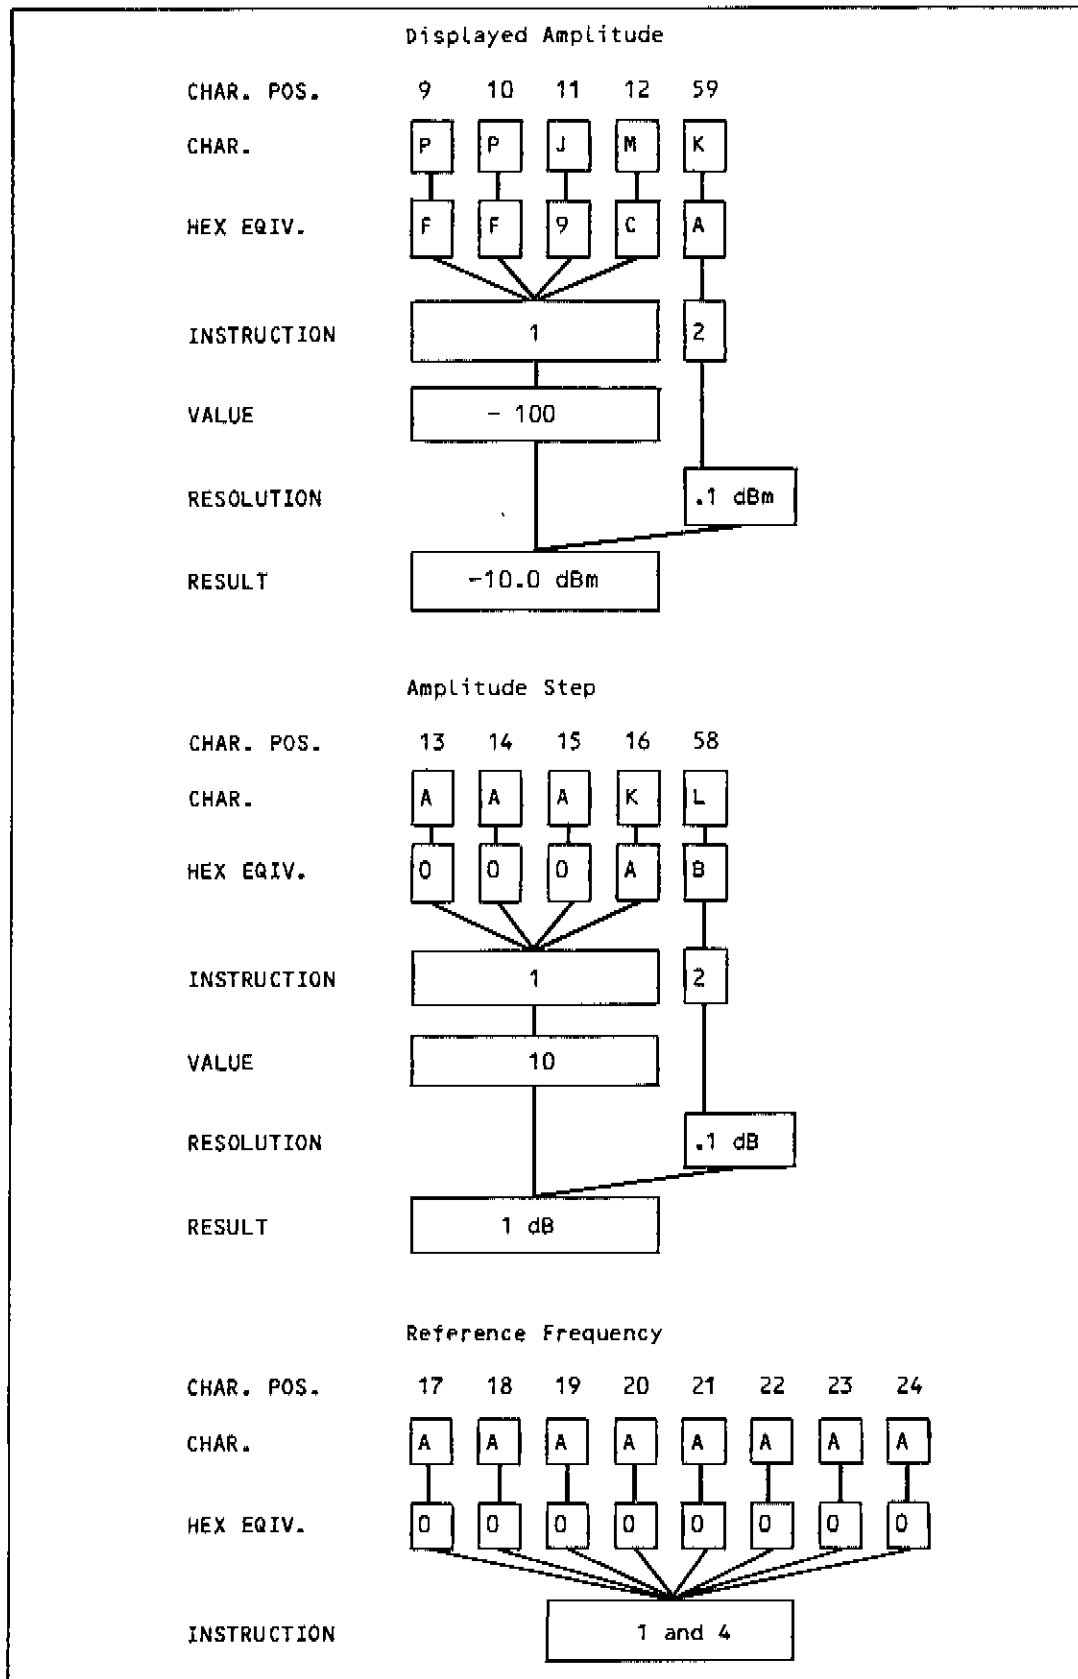 Displayed Amplitude
CHAR. POS. 9 10 11 12 59
CHAR. P P J M K
HEX EQIV. F F 9 C A
INSTRUCTION 1 2
VALUE - 100
RESOLUTION .1 dBm
RESULT -10.0 dBm
Amplitude Step
CHAR. POS. 13 14 15 16 58
CHAR. A A A K L
HEX EQIV. 0 0 0 A B
INSTRUCTION 1 2
VALUE 10
RESOLUTION .1 dB
RESULT 1 dB
Reference Frequency
CHAR. POS. 17 18 19 20 21 22 23 24
CHAR. A A A A A A A A
HEX EQIV. 0 0 0 0 0 0 0 0
INSTRUCTION 1 and 4